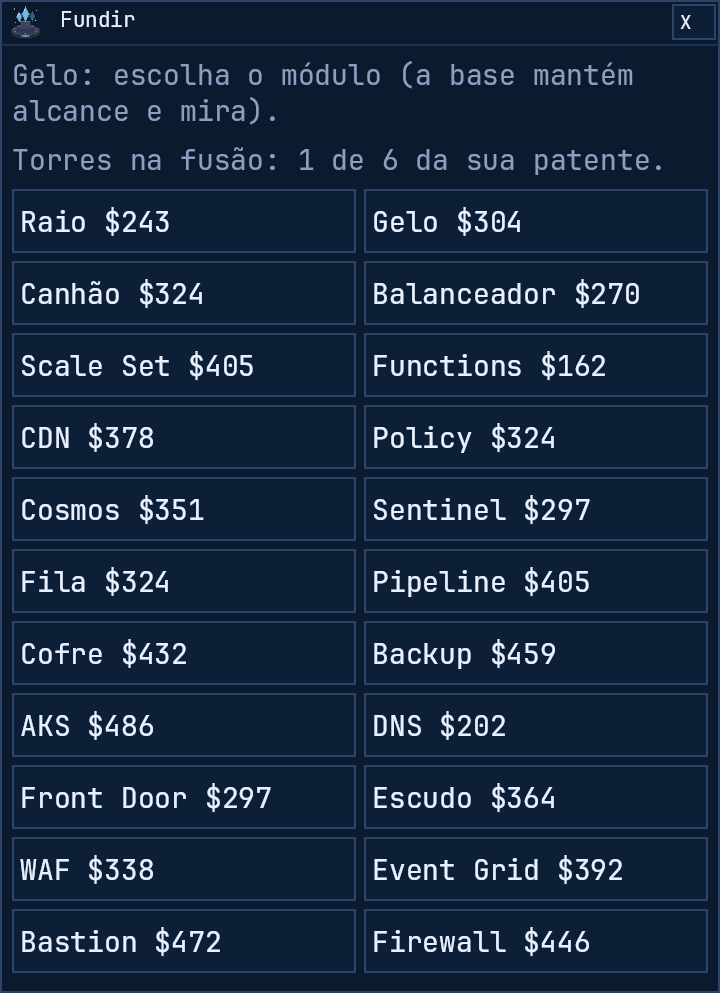 Fundir X
Gelo: escolha o módulo (a base mantém
alcance e mira).
Torres na fusão: 1 de 6 da sua patente.
Raio $243 Gelo $304
Canhão $324 Balanceador $270
Scale Set $405 Functions $162
CDN $378 Policy $324
Cosmos $351 Sentinel $297
Fila $324 Pipeline $405
Cofre $432 Backup $459
AKS $486 DNS $202
Front Door $297 Escudo $364
WAF $338 Event Grid $392
Bastion $472 Firewall $446